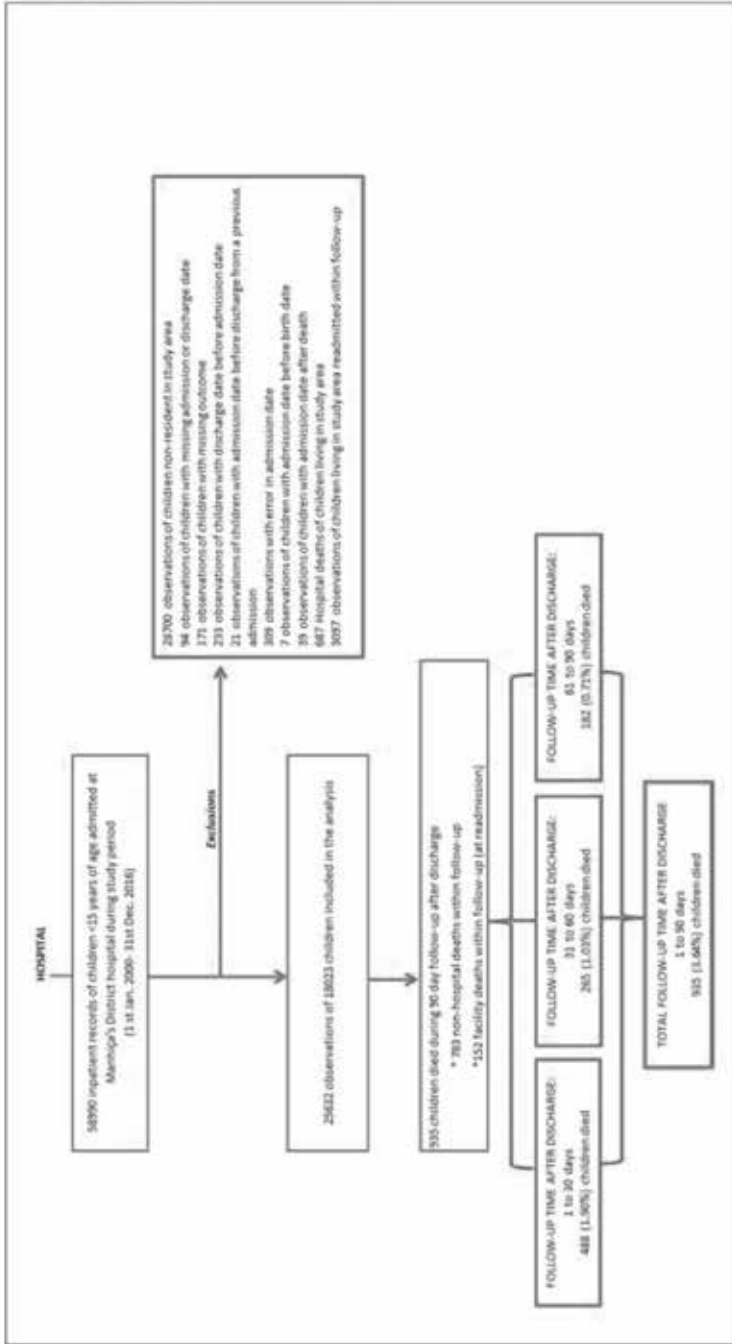 HOSPITAL
58990 inpatient records of children <15 years of age admitted at
Manhiça's District hospital during study period
(1 st Jan. 2000- 31st Dec. 2016)
Exclusions
28700 observations of children non-resident in study area
94 observations of children with missing admission or discharge date
171 observations of children with missing outcome
233 observations of children with discharge date before admission date
21 observations of children with admission date before discharge from a previous
admission
309 observations with error in admission date
7 observations of children with admission date before birth date
39 observations of children with admission date after death
687 Hospital deaths of children living in study area
3097 observations of children living in study area readmitted within follow-up
25632 observations of 18023 children included in the analysis
935 children died during 90 day follow-up after discharge
* 783 non-hospital deaths within follow-up
*152 facility deaths within follow-up (at readmission)
FOLLOW-UP TIME AFTER DISCHARGE:
1 to 30 days
488 (1.90%) children died
FOLLOW-UP TIME AFTER DISCHARGE:
31 to 60 days
265 (1.03%) children died
FOLLOW-UP TIME AFTER DISCHARGE:
61 to 90 days
182 (0.71%) children died
TOTAL FOLLOW-UP TIME AFTER DISCHARGE
1 to 90 days
935 (3.64%) children died